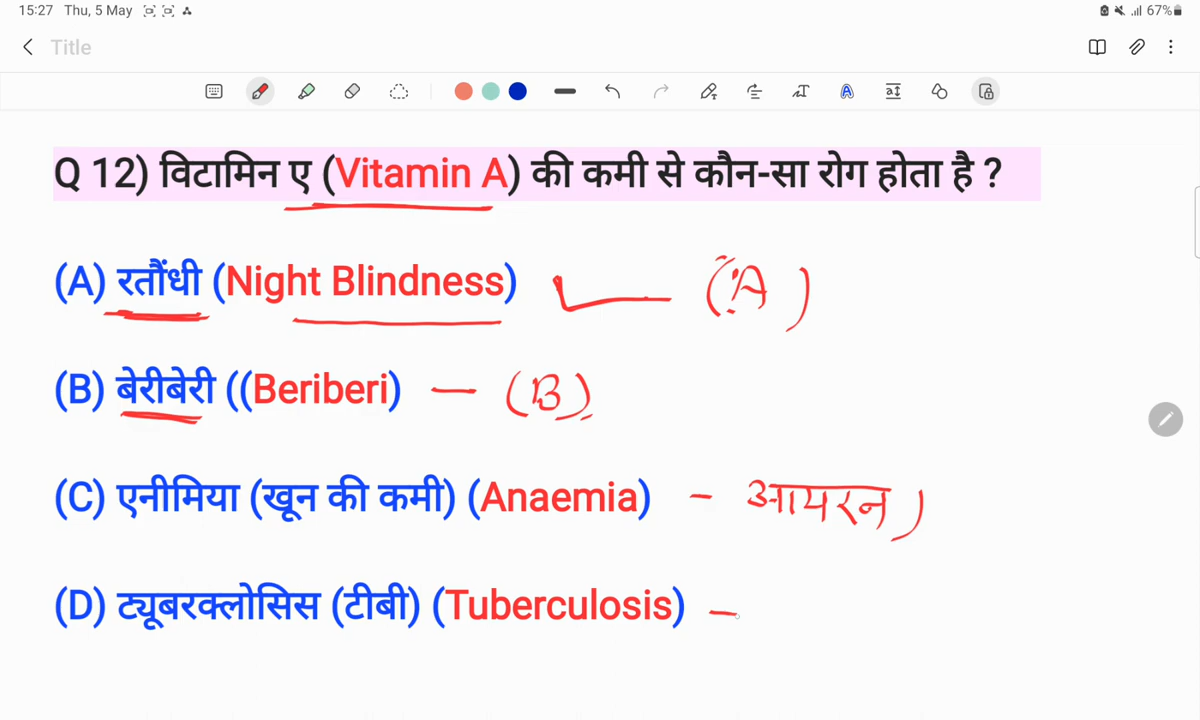 15:27 Thu, 5 May 67%
Title
Q 12) विटामिन ए (Vitamin A) की कमी से कौन-सा रोग होता है ?
(A) रतौंधी (Night Blindness) (A)
(B) बेरीबेरी ((Beriberi) — (B)
(C) एनीमिया (खून की कमी) (Anaemia) - आयरन)
(D) ट्यूबरक्लोसिस (टीबी) (Tuberculosis) -